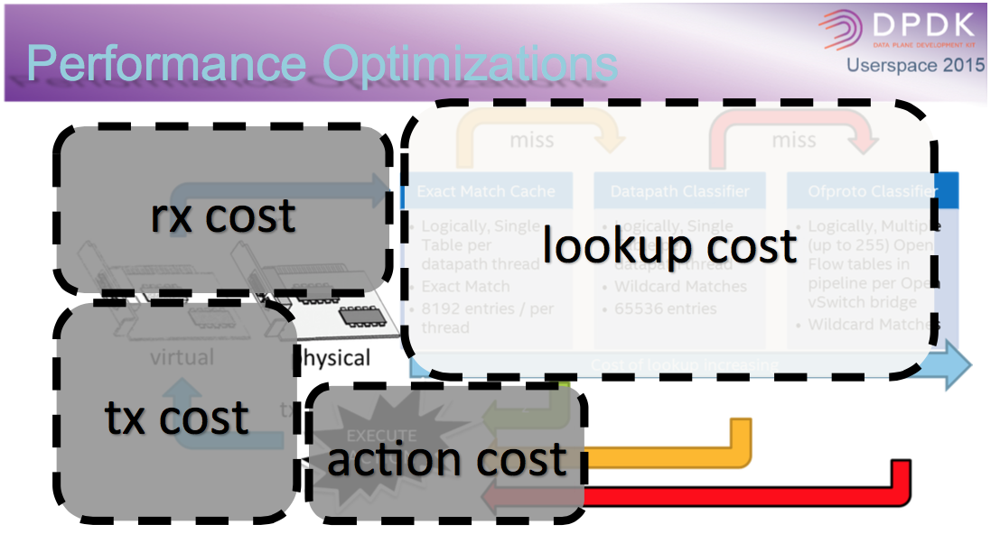 DPDK
DATA PLANE DEVELOPMENT KIT
Performance Optimizations
Userspace 2015
miss
miss
rx cost
lookup cost
Exact Match Cache
• Logically, Single
Table per
datapath thread
• Exact Match
• 8192 entries / per
thread
Datapath Classifier
• Logically, Single
datapath thread
• Wildcard Matches
• 65536 entries
Ofproto Classifier
• Logically, Multiple
(up to 255) Open
Flow tables in
pipeline per Open
vSwitch bridge
• Wildcard Matches
virtual
physical
Cost of lookup increasing
tx cost
EXECUTE
action cost